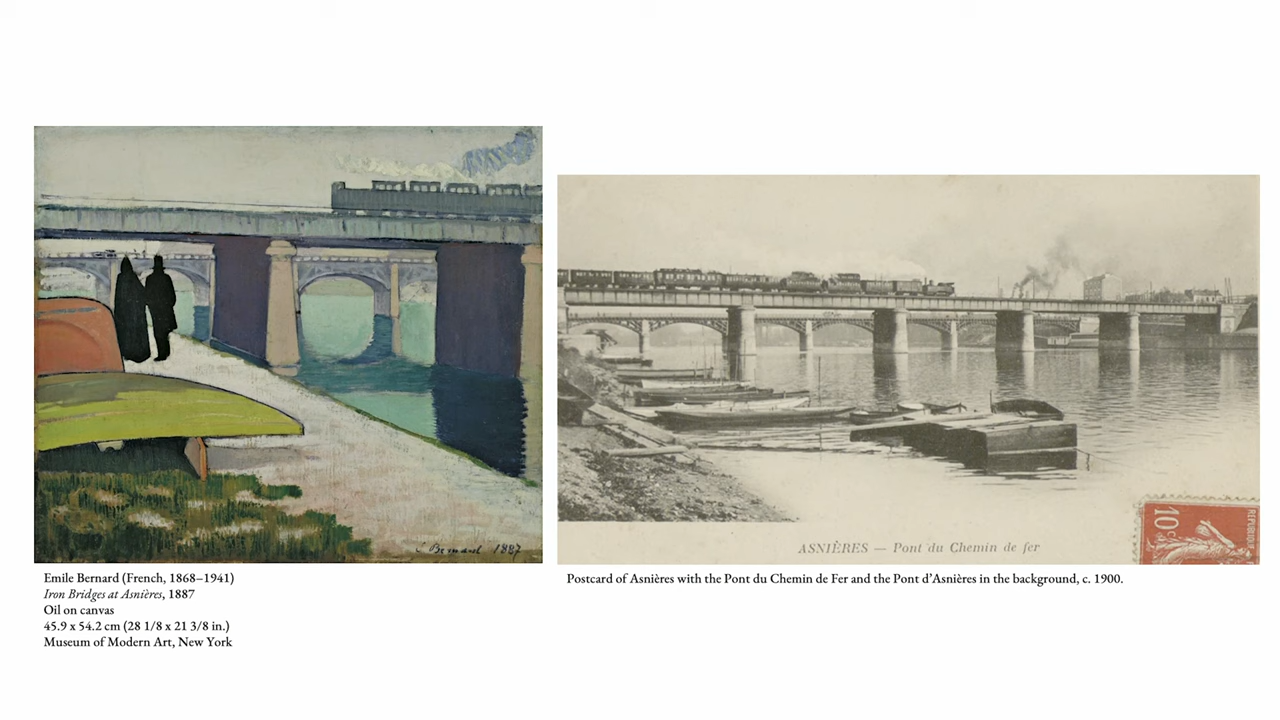 É Bernard 1887
Emile Bernard (French, 1868–1941)
Iron Bridges at Asnières, 1887
Oil on canvas
45.9 x 54.2 cm (28 1/8 x 21 3/8 in.)
Museum of Modern Art, New York
ASNIÈRES — Pont du Chemin de fer
10c
RÉPUBLIQUE
Postcard of Asnières with the Pont du Chemin de Fer and the Pont d’Asnières in the background, c. 1900.